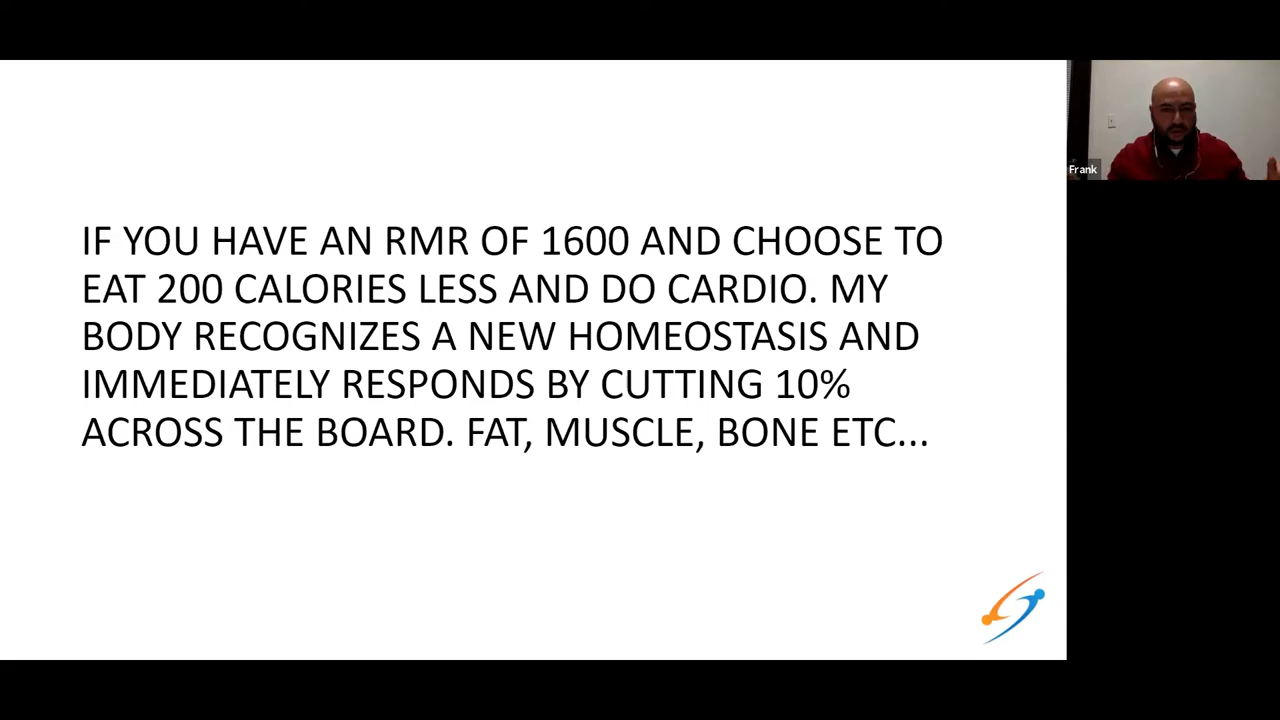 IF YOU HAVE AN RMR OF 1600 AND CHOOSE TO
EAT 200 CALORIES LESS AND DO CARDIO. MY
BODY RECOGNIZES A NEW HOMEOSTASIS AND
IMMEDIATELY RESPONDS BY CUTTING 10%
ACROSS THE BOARD. FAT, MUSCLE, BONE ETC...
Frank